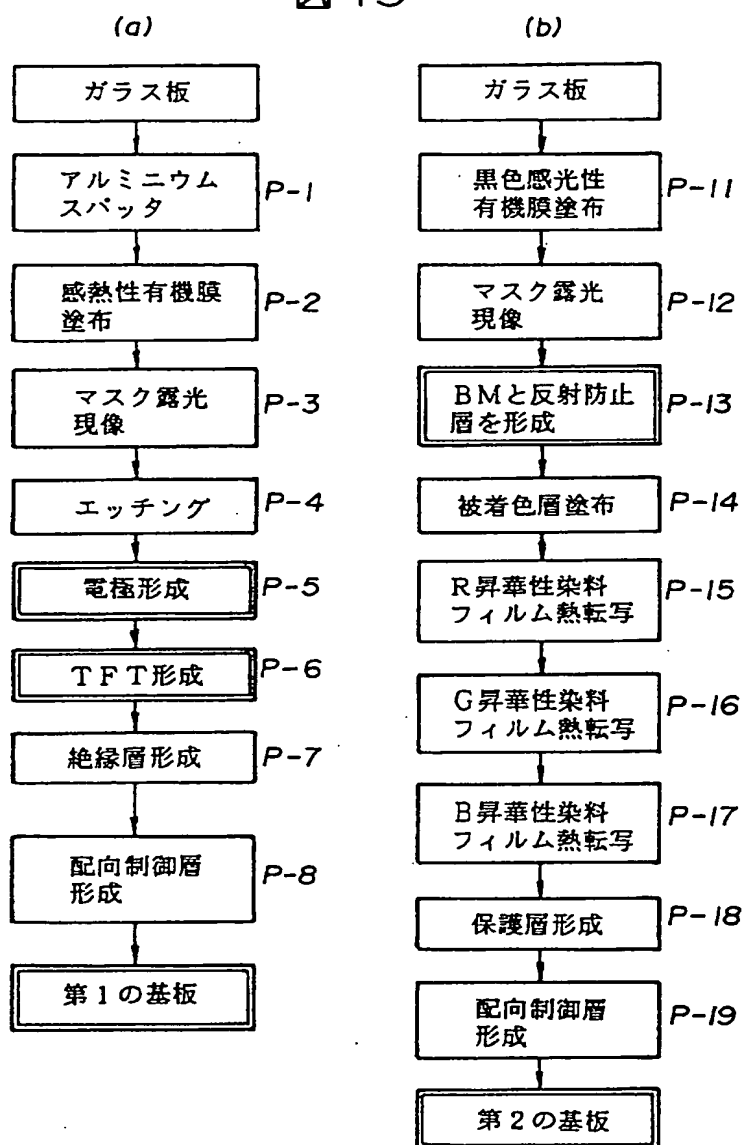 (a)
ガラス板
アルミニウム
スパッタ
P-1
感熱性有機膜
塗布
P-2
マスク露光
現像
P-3
エッチング
P-4
電極形成
P-5
TFT形成
P-6
絶縁層形成
P-7
配向制御層
形成
P-8
第1の基板
(b)
ガラス板
黒色感光性
有機膜塗布
P-11
マスク露光
現像
P-12
BMと反射防止
層を形成
P-13
被着色層塗布
P-14
R昇華性染料
フィルム熱転写
P-15
G昇華性染料
フィルム熱転写
P-16
B昇華性染料
フィルム熱転写
P-17
保護層形成
P-18
配向制御層
形成
P-19
第2の基板